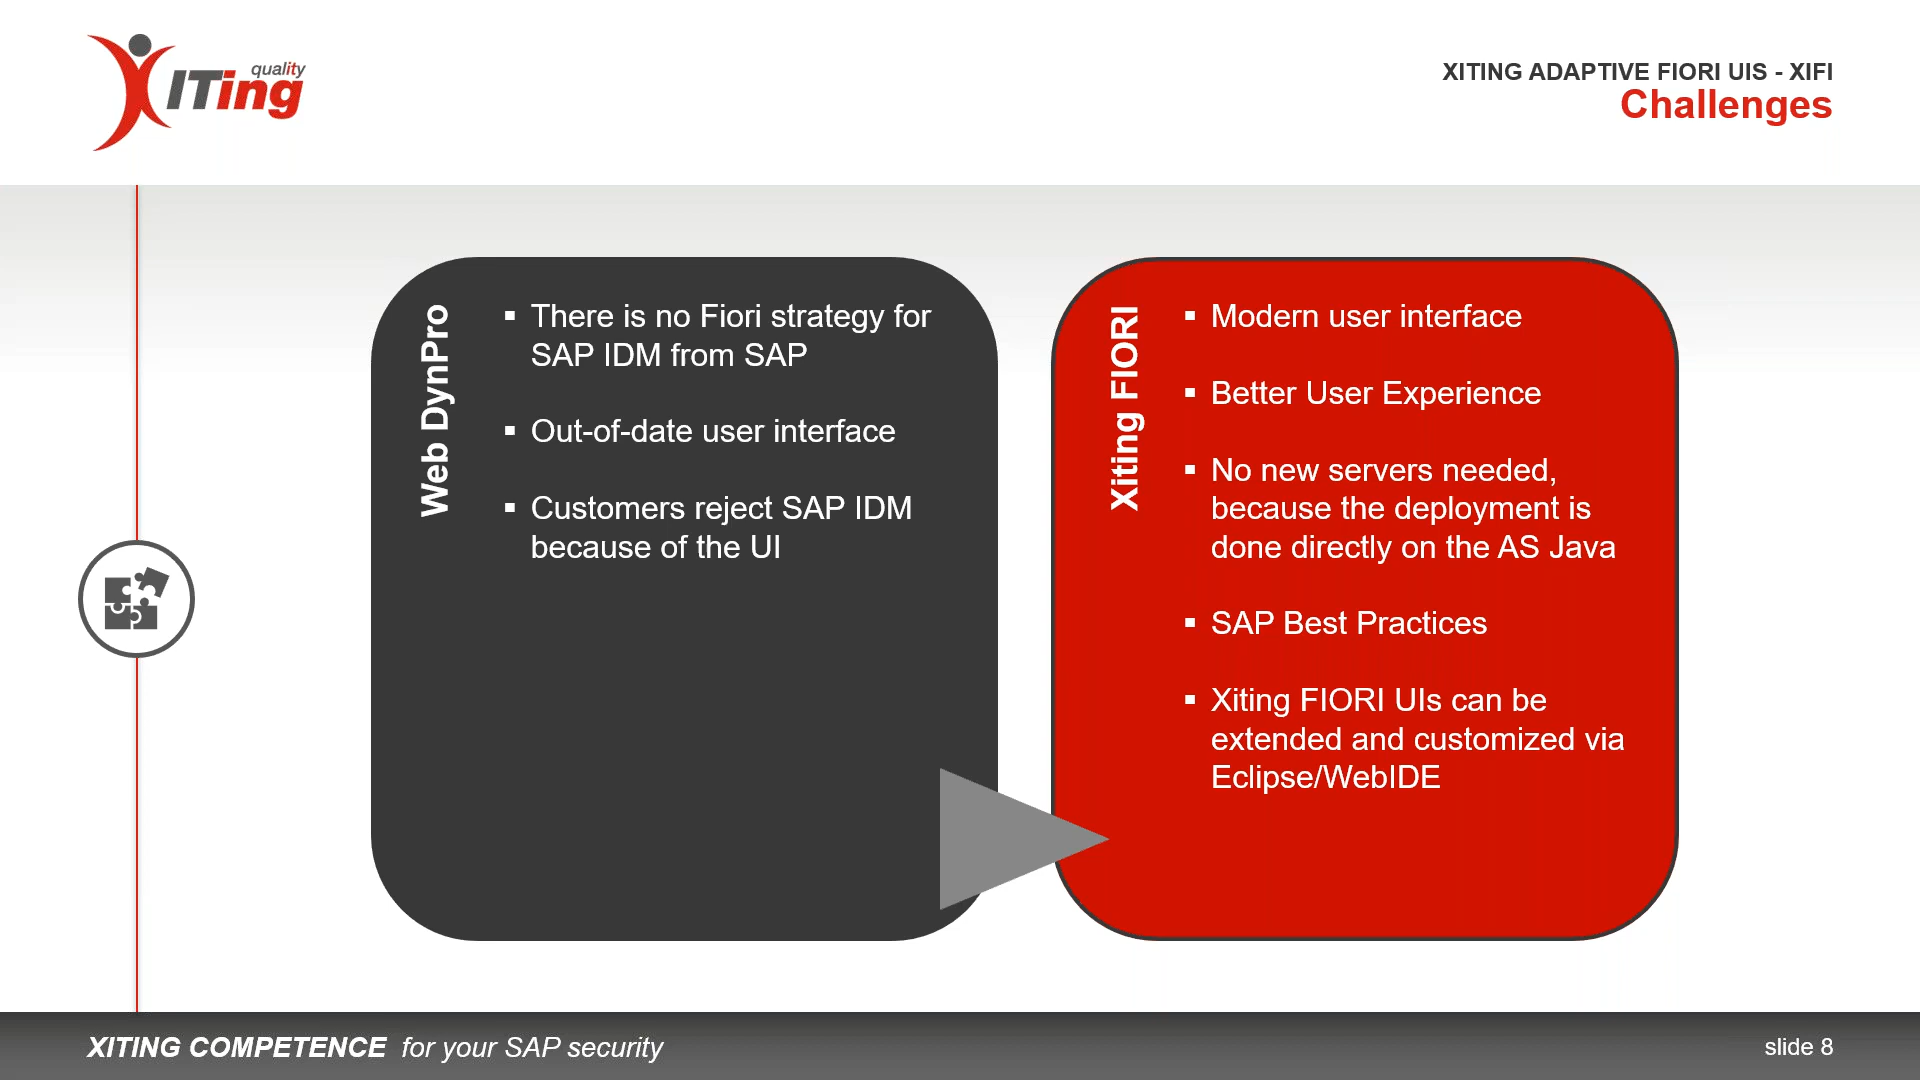 quality
XITing
XITING ADAPTIVE FIORI UIS - XIFI
Challenges
Web DynPro
▪ There is no Fiori strategy for
SAP IDM from SAP
▪ Out-of-date user interface
▪ Customers reject SAP IDM
because of the UI
Xiting FIORI
▪ Modern user interface
▪ Better User Experience
▪ No new servers needed,
because the deployment is
done directly on the AS Java
▪ SAP Best Practices
▪ Xiting FIORI UIs can be
extended and customized via
Eclipse/WebIDE
XITING COMPETENCE for your SAP security
slide 8